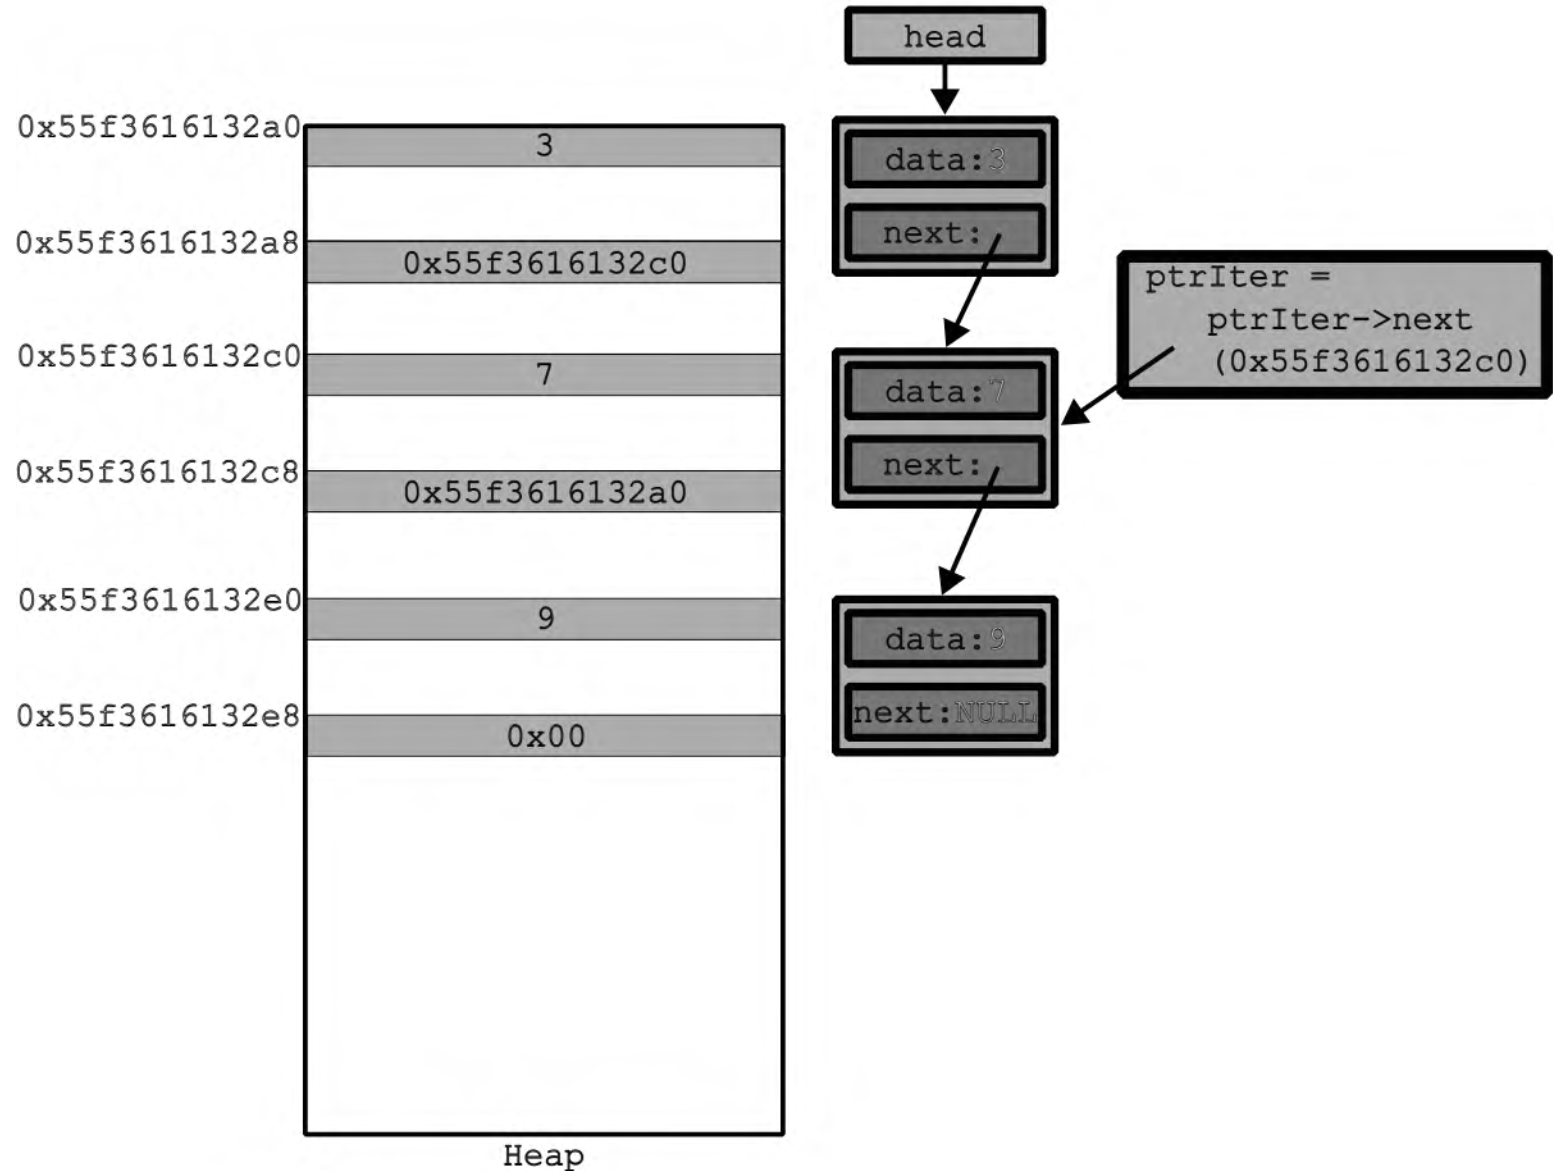 head
0x55f3616132a0
3
data:3
0x55f3616132a8
0x55f3616132c0
next:
ptrIter =
ptrIter->next
(0x55f3616132c0)
0x55f3616132c0
7
data:7
0x55f3616132c8
0x55f3616132a0
next:
0x55f3616132e0
9
data:9
0x55f3616132e8
0x00
next:NULL
Heap